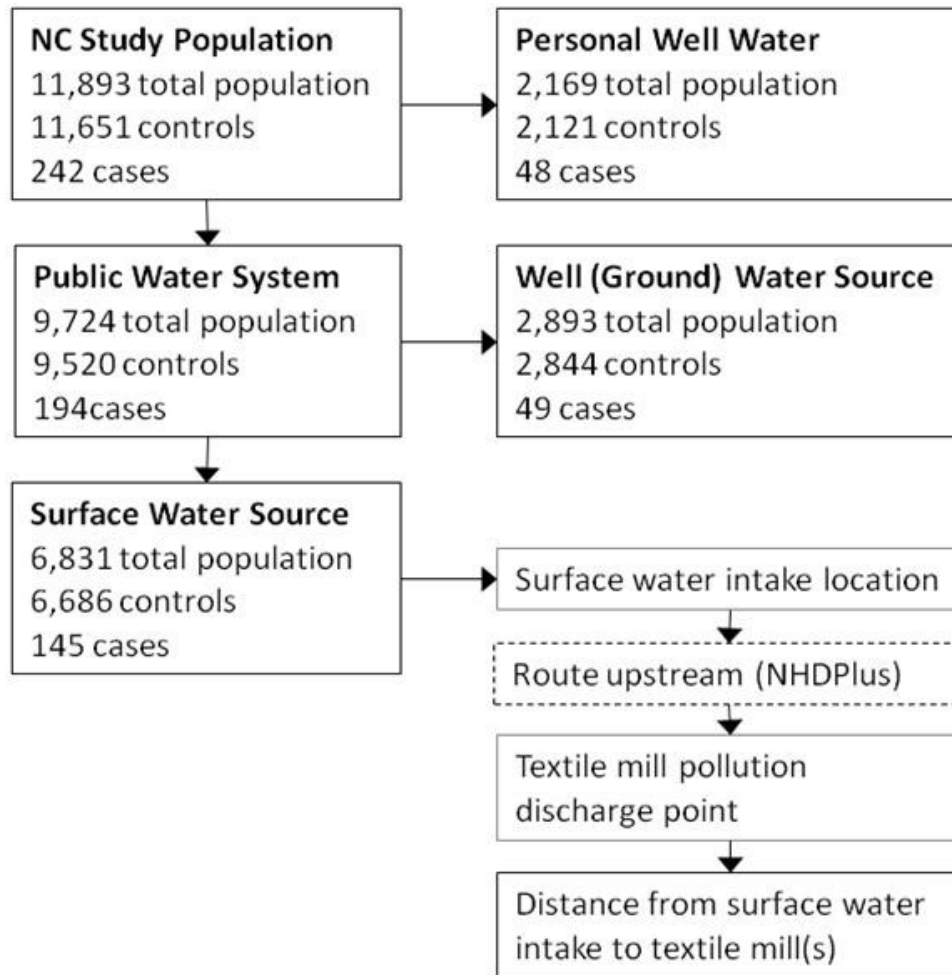 NC Study Population
11,893 total population
11,651 controls
242 cases
Personal Well Water
2,169 total population
2,121 controls
48 cases
Public Water System
9,724 total population
9,520 controls
194cases
Well (Ground) Water Source
2,893 total population
2,844 controls
49 cases
Surface Water Source
6,831 total population
6,686 controls
145 cases
Surface water intake location
Route upstream (NHDPlus)
Textile mill pollution
discharge point
Distance from surface water
intake to textile mill(s)